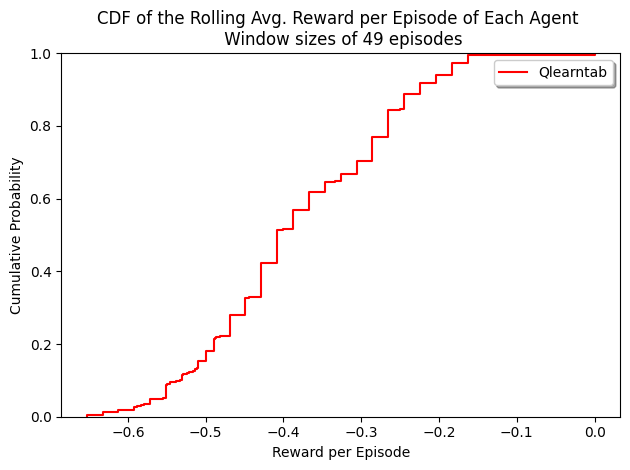 CDF of the Rolling Avg. Reward per Episode of Each Agent
Window sizes of 49 episodes
Qlearntab
Cumulative Probability
1.0
0.8
0.6
0.4
0.2
0.0
−0.6
−0.5
−0.4
−0.3
−0.2
−0.1
0.0
Reward per Episode